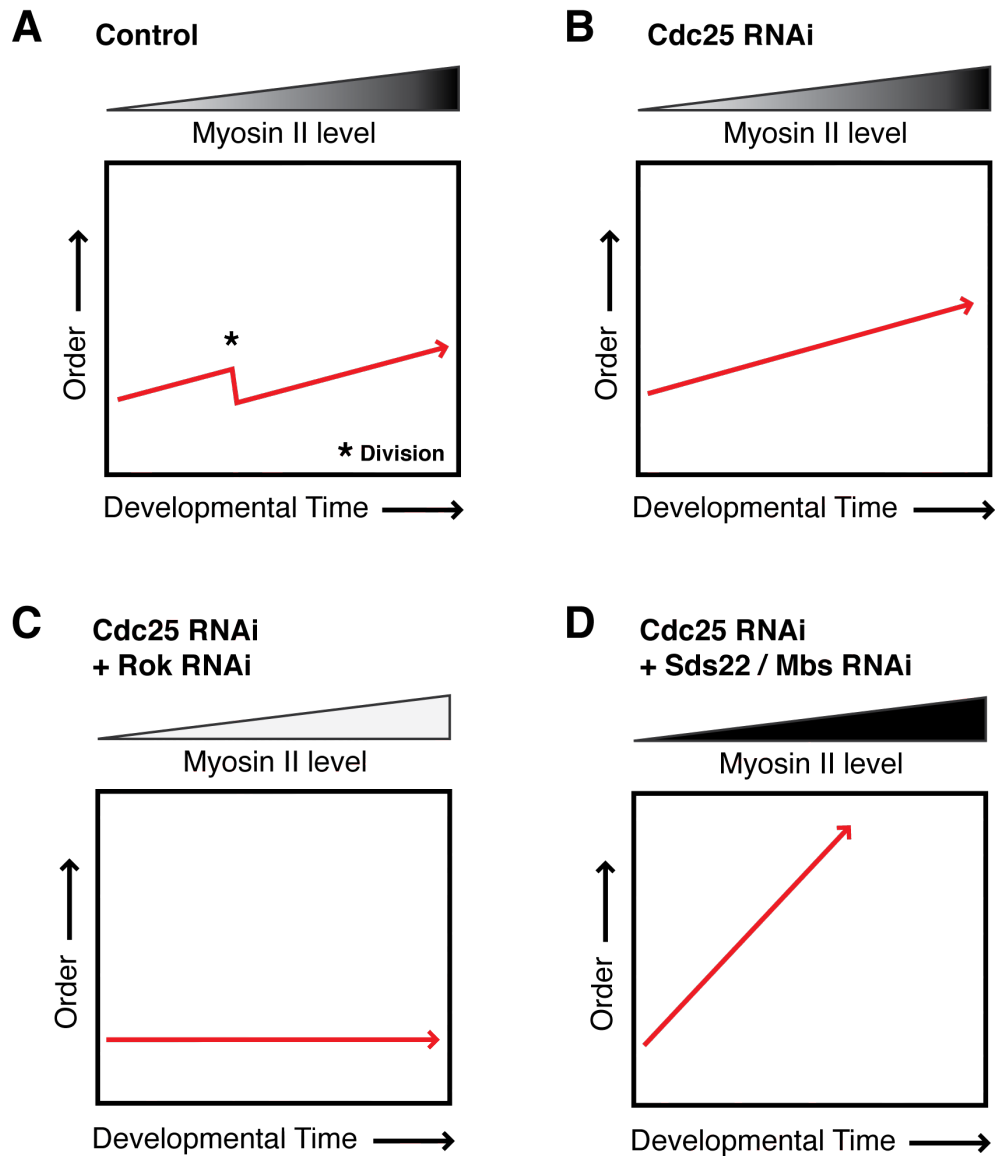 A
Control
Myosin II level
Order
*
* Division
Developmental Time
B
Cdc25 RNAi
Myosin II level
Order
Developmental Time
C
Cdc25 RNAi
+ Rok RNAi
Myosin II level
Order
Developmental Time
D
Cdc25 RNAi
+ Sds22 / Mbs RNAi
Myosin II level
Order
Developmental Time